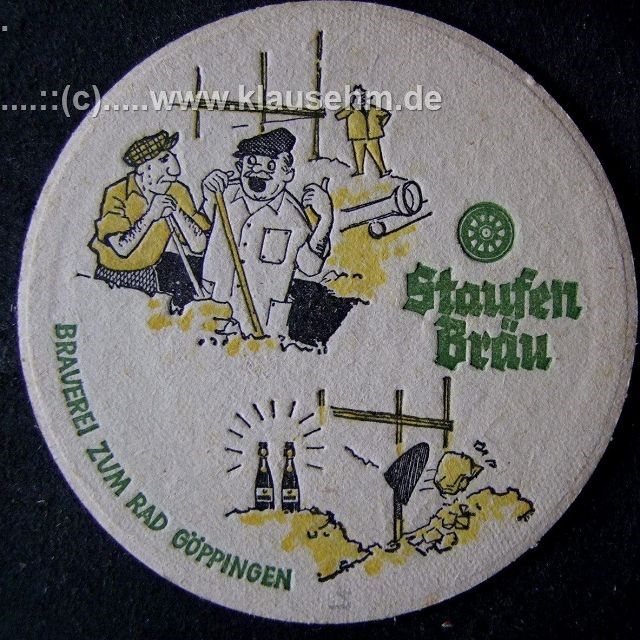 .....::(c).....www.klausehm.de
Staufen
Bräu
BRAUEREI ZUM RAD GÖPPINGEN